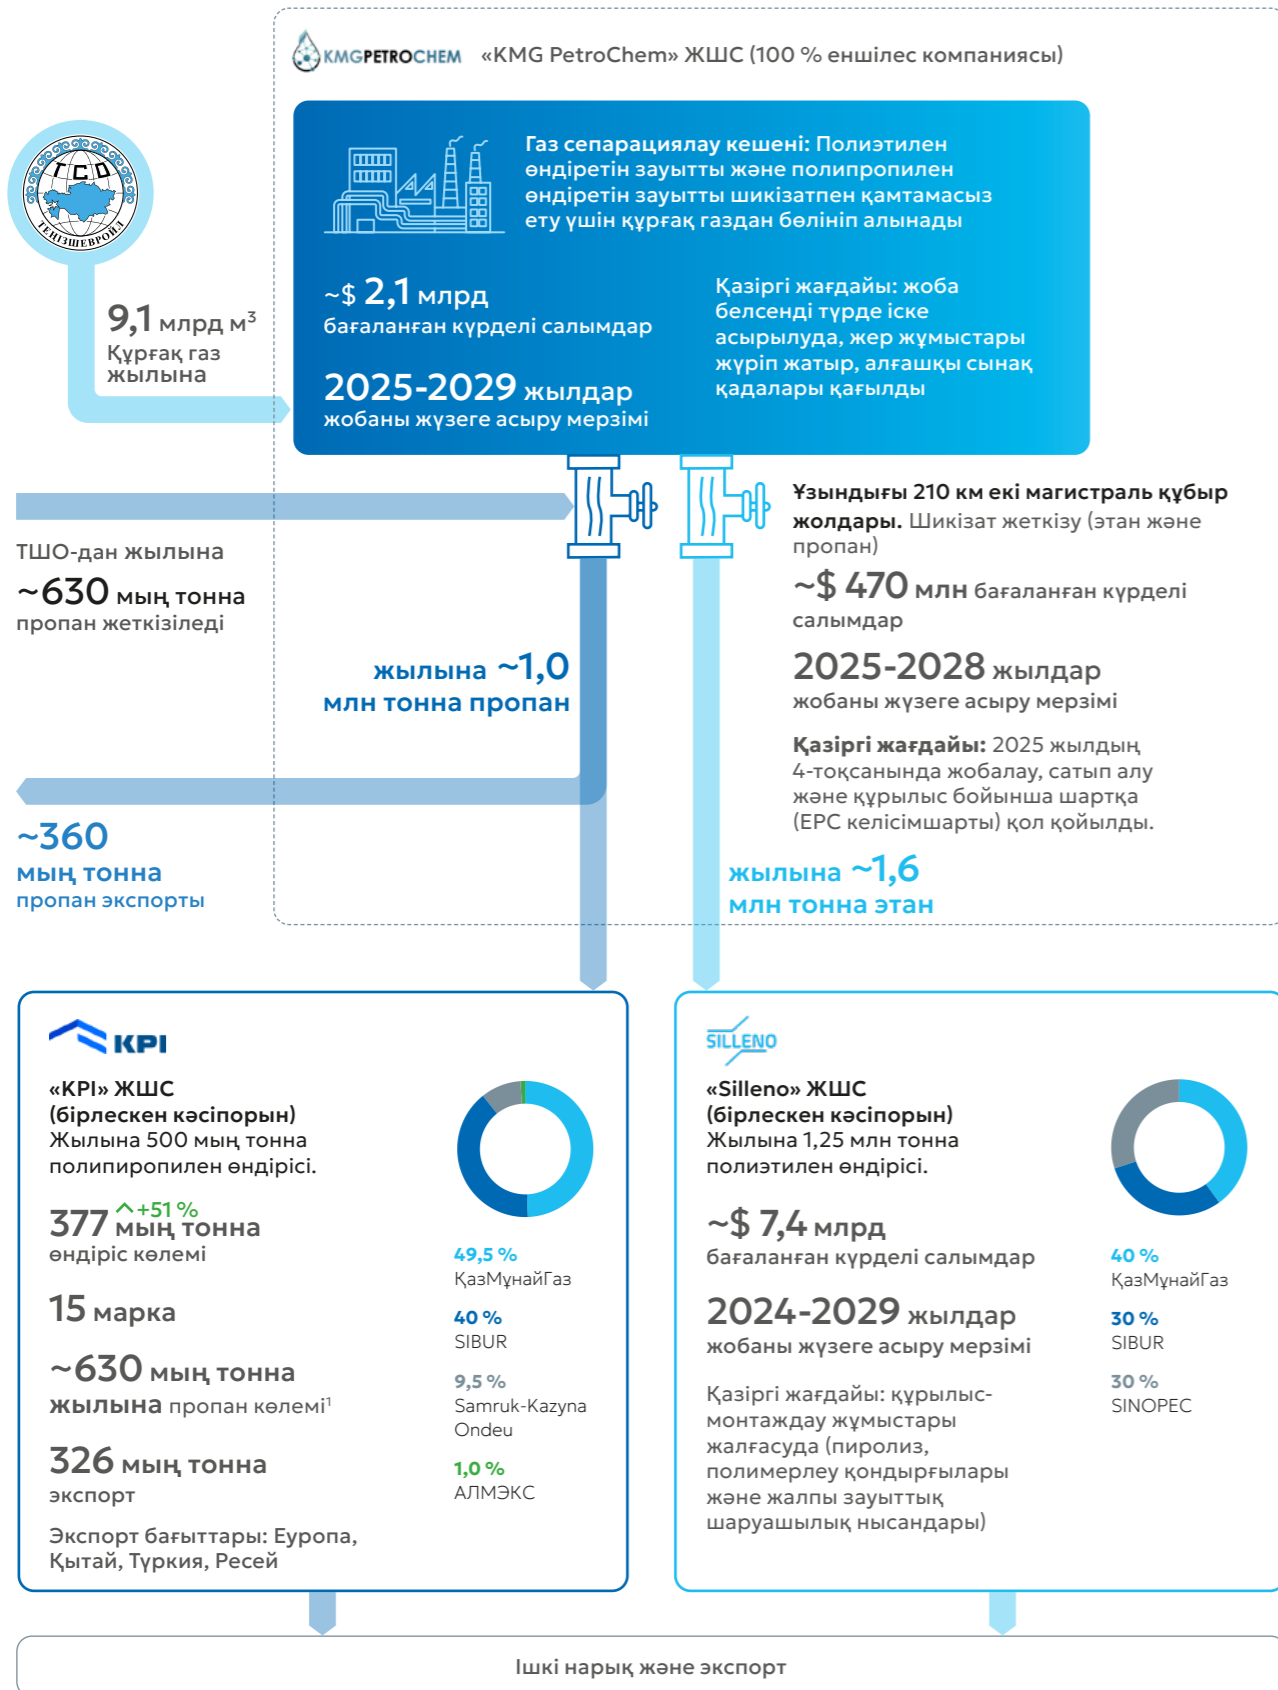 KMGPETROCHEM «KMG PetroChem» ЖШС (100 % еншілес компаниясы)
ТСО
ТЕНІЗШЕВРОЙЛ
Газ сепарациялау кешені: Полиэтилен
өндіретін зауытты және полипропилен
өндіретін зауытты шикізатпен қамтамасыз
ету үшін құрғақ газдан бөлініп алынады
~$ 2,1 млрд
бағаланған күрделі салымдар
2025-2029 жылдар
жобаны жүзеге асыру мерзімі
Қазіргі жағдайы: жоба
белсенді түрде іске
асырылуда, жер жұмыстары
жүріп жатыр, алғашқы сынақ
қадалары қағылды
9,1 млрд м³
Құрғақ газ
жылына
ТШО-дан жылына
~630 мың тонна
пропан жеткізіледі
Ұзындығы 210 км екі магистраль құбыр
жолдары. Шикізат жеткізу (этан және
пропан)
~$ 470 млн бағаланған күрделі
салымдар
2025-2028 жылдар
жобаны жүзеге асыру мерзімі
Қазіргі жағдайы: 2025 жылдың
4-тоқсанында жобалау, сатып алу
және құрылыс бойынша шартқа
(EPC келісімшарты) қол қойылды.
жылына ~1,0
млн тонна пропан
~360
мың тонна
пропан экспорты
жылына ~1,6
млн тонна этан
KPI
«KPI» ЖШС
(бірлескен кәсіпорын)
Жылына 500 мың тонна
полипиропилен өндірісі.
+51 %
377 мың тонна
өндіріс көлемі
15 марка
~630 мың тонна
жылына пропан көлемі¹
326 мың тонна
экспорт
Экспорт бағыттары: Еуропа,
Қытай, Түркия, Ресей
49,5 %
ҚазМұнайГаз
40 %
SIBUR
9,5 %
Samruk-Kazyna
Ondeu
1,0 %
АЛМЭКС
SILLENO
«Silleno» ЖШС
(бірлескен кәсіпорын)
Жылына 1,25 млн тонна
полиэтилен өндірісі.
~$ 7,4 млрд
бағаланған күрделі салымдар
2024-2029 жылдар
жобаны жүзеге асыру мерзімі
Қазіргі жағдайы: құрылыс-
монтаждау жұмыстары
жалғасуда (пиролиз,
полимерлеу қондырғылары
және жалпы зауыттық
шаруашылық нысандары)
40 %
ҚазМұнайГаз
30 %
SIBUR
30 %
SINOPEC
Ішкі нарық және экспорт